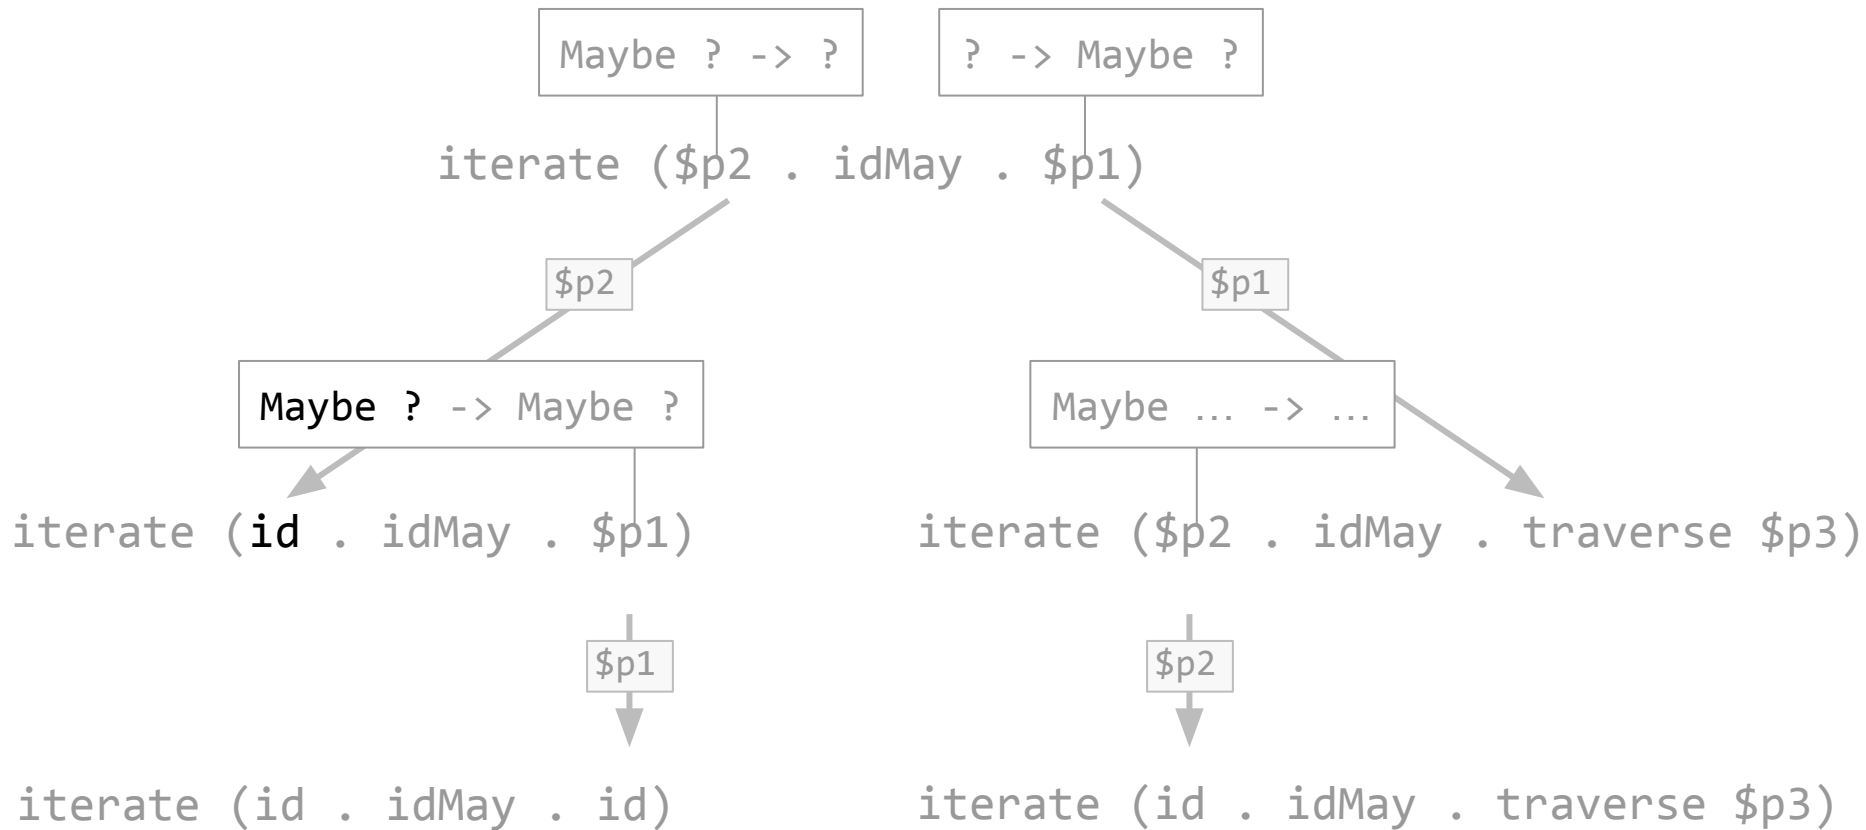 Maybe ? -> ?
? -> Maybe ?
iterate ($p2 . idMay . $p1)
$p2
$p1
Maybe ? -> Maybe ?
Maybe … -> …
iterate (id . idMay . $p1)
iterate ($p2 . idMay . traverse $p3)
$p1
$p2
iterate (id . idMay . id)
iterate (id . idMay . traverse $p3)